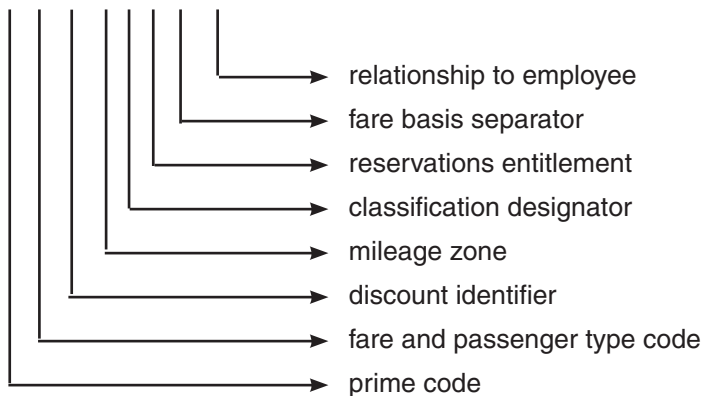 relationship to employee
fare basis separator
reservations entitlement
classification designator
mileage zone
discount identifier
fare and passenger type code
prime code